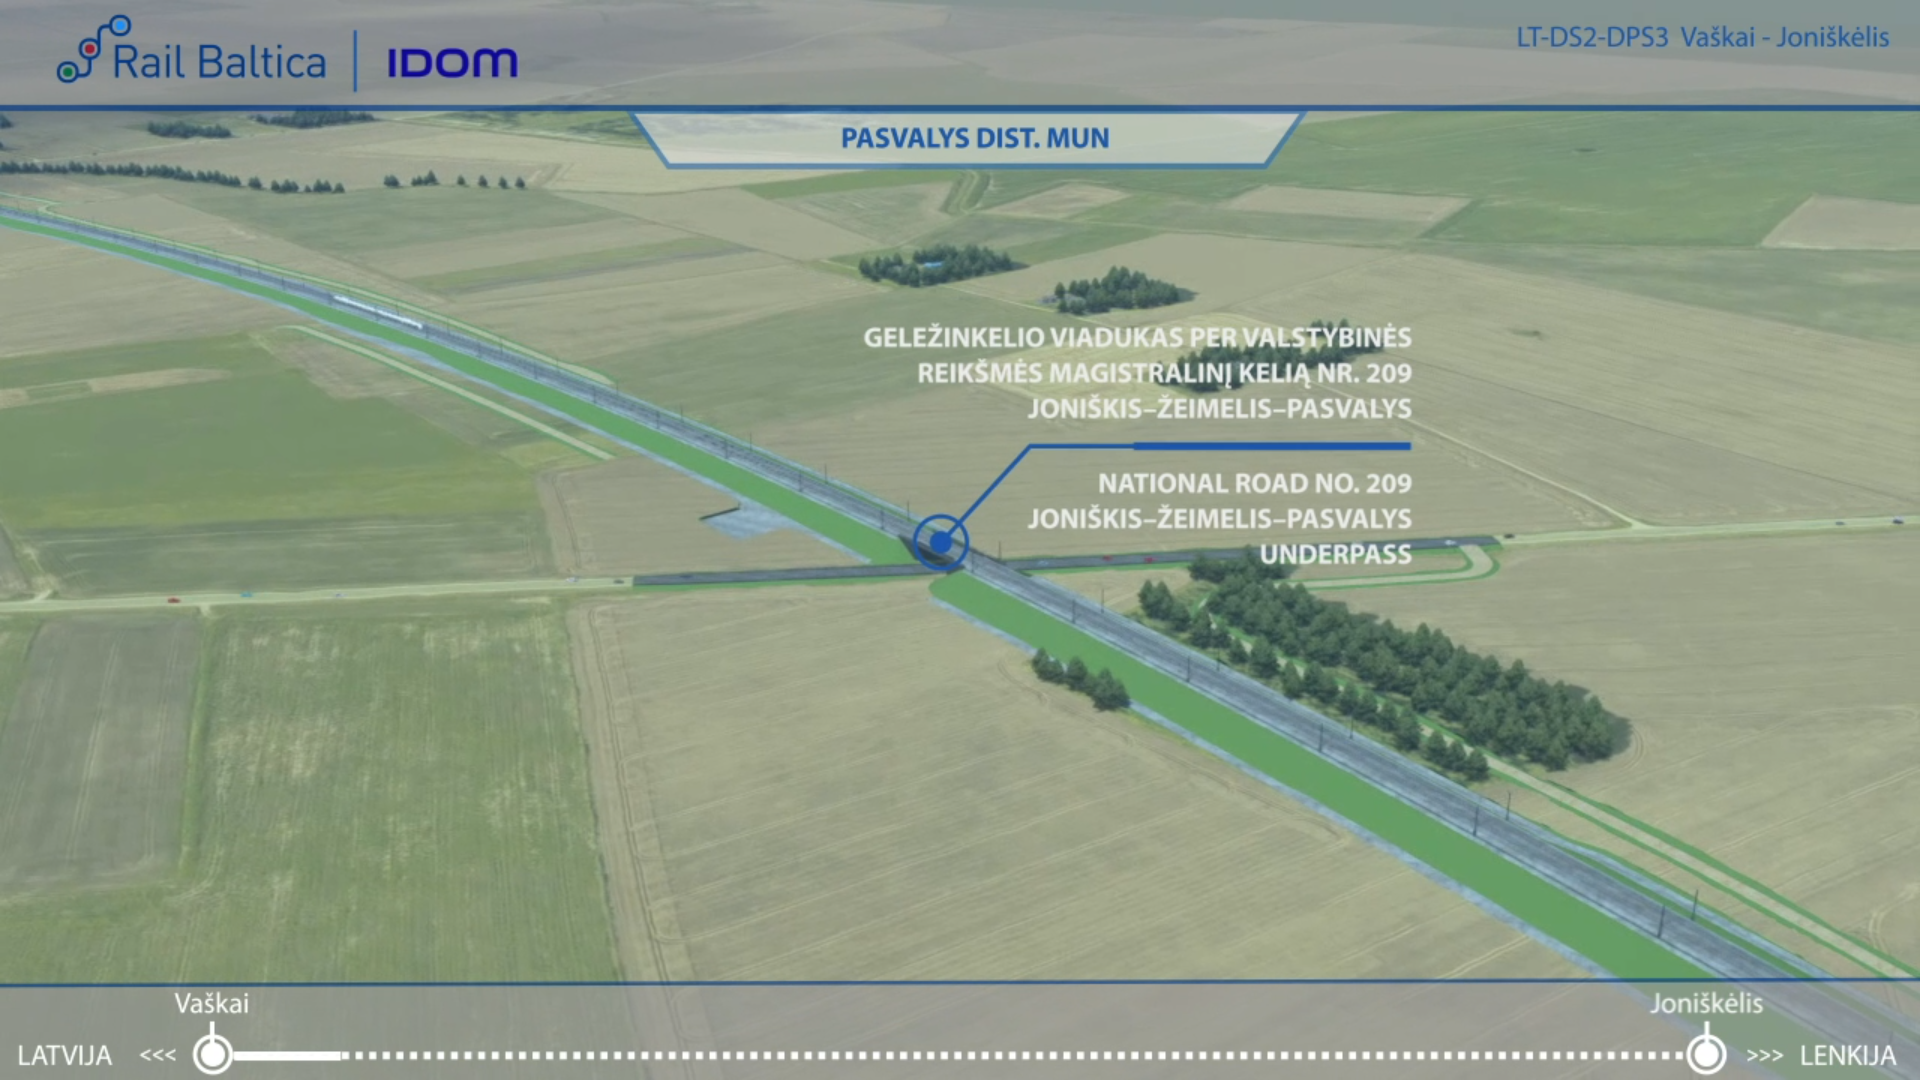 Rail Baltica
IDOM
LT-DS2-DPS3 Vaškai - Joniškėlis
PASVALYS DIST. MUN
GELEŽINKELIO VIADUKAS PER VALSTYBINĖS
REIKŠMĖS MAGISTRALINĮ KELIĄ NR. 209
JONIŠKIS–ŽEIMELIS–PASVALYS
NATIONAL ROAD NO. 209
JONIŠKIS–ŽEIMELIS–PASVALYS
UNDERPASS
Vaškai
Joniškėlis
LATVIJA <<<
>>> LENKIJA